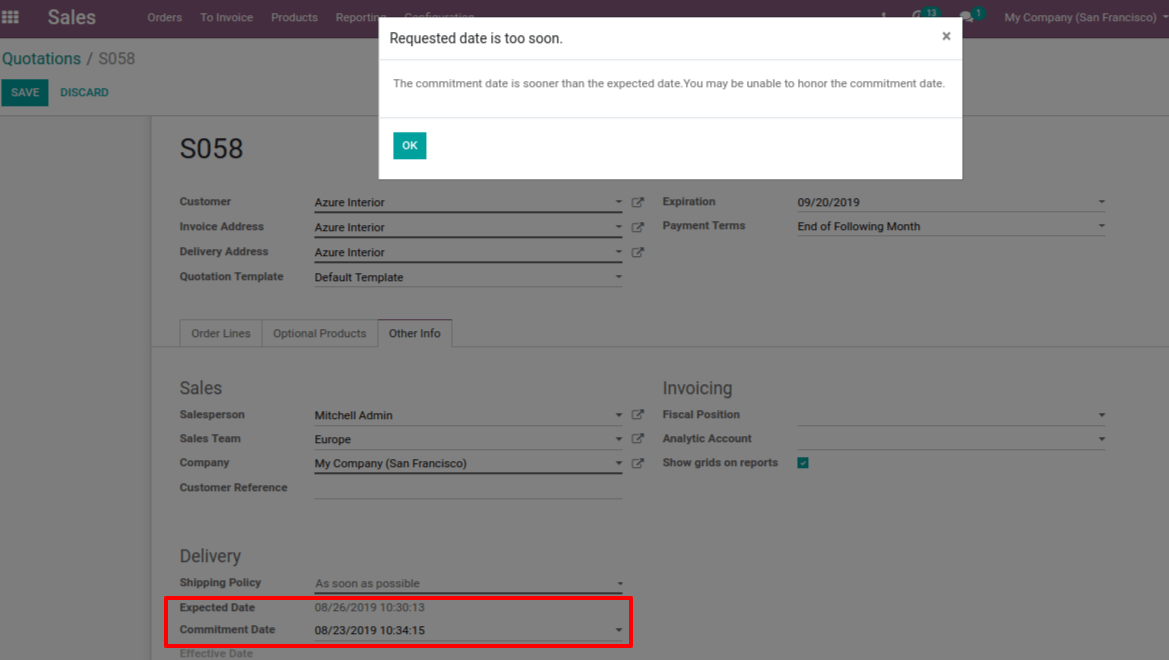 Sales Orders To Invoice Products Reporting Configuration 13 1 My Company (San Francisco)
Requested date is too soon. ×
Quotations / S058
The commitment date is sooner than the expected date.You may be unable to honor the commitment date.
SAVE DISCARD
OK
S058
Customer Azure Interior Expiration 09/20/2019
Invoice Address Azure Interior Payment Terms End of Following Month
Delivery Address Azure Interior
Quotation Template Default Template
Order Lines Optional Products Other Info
Sales Invoicing
Salesperson Mitchell Admin Fiscal Position
Sales Team Europe Analytic Account
Company My Company (San Francisco) Show grids on reports
Customer Reference
Delivery
Shipping Policy As soon as possible
Expected Date 08/26/2019 10:30:13
Commitment Date 08/23/2019 10:34:15
Effective Date